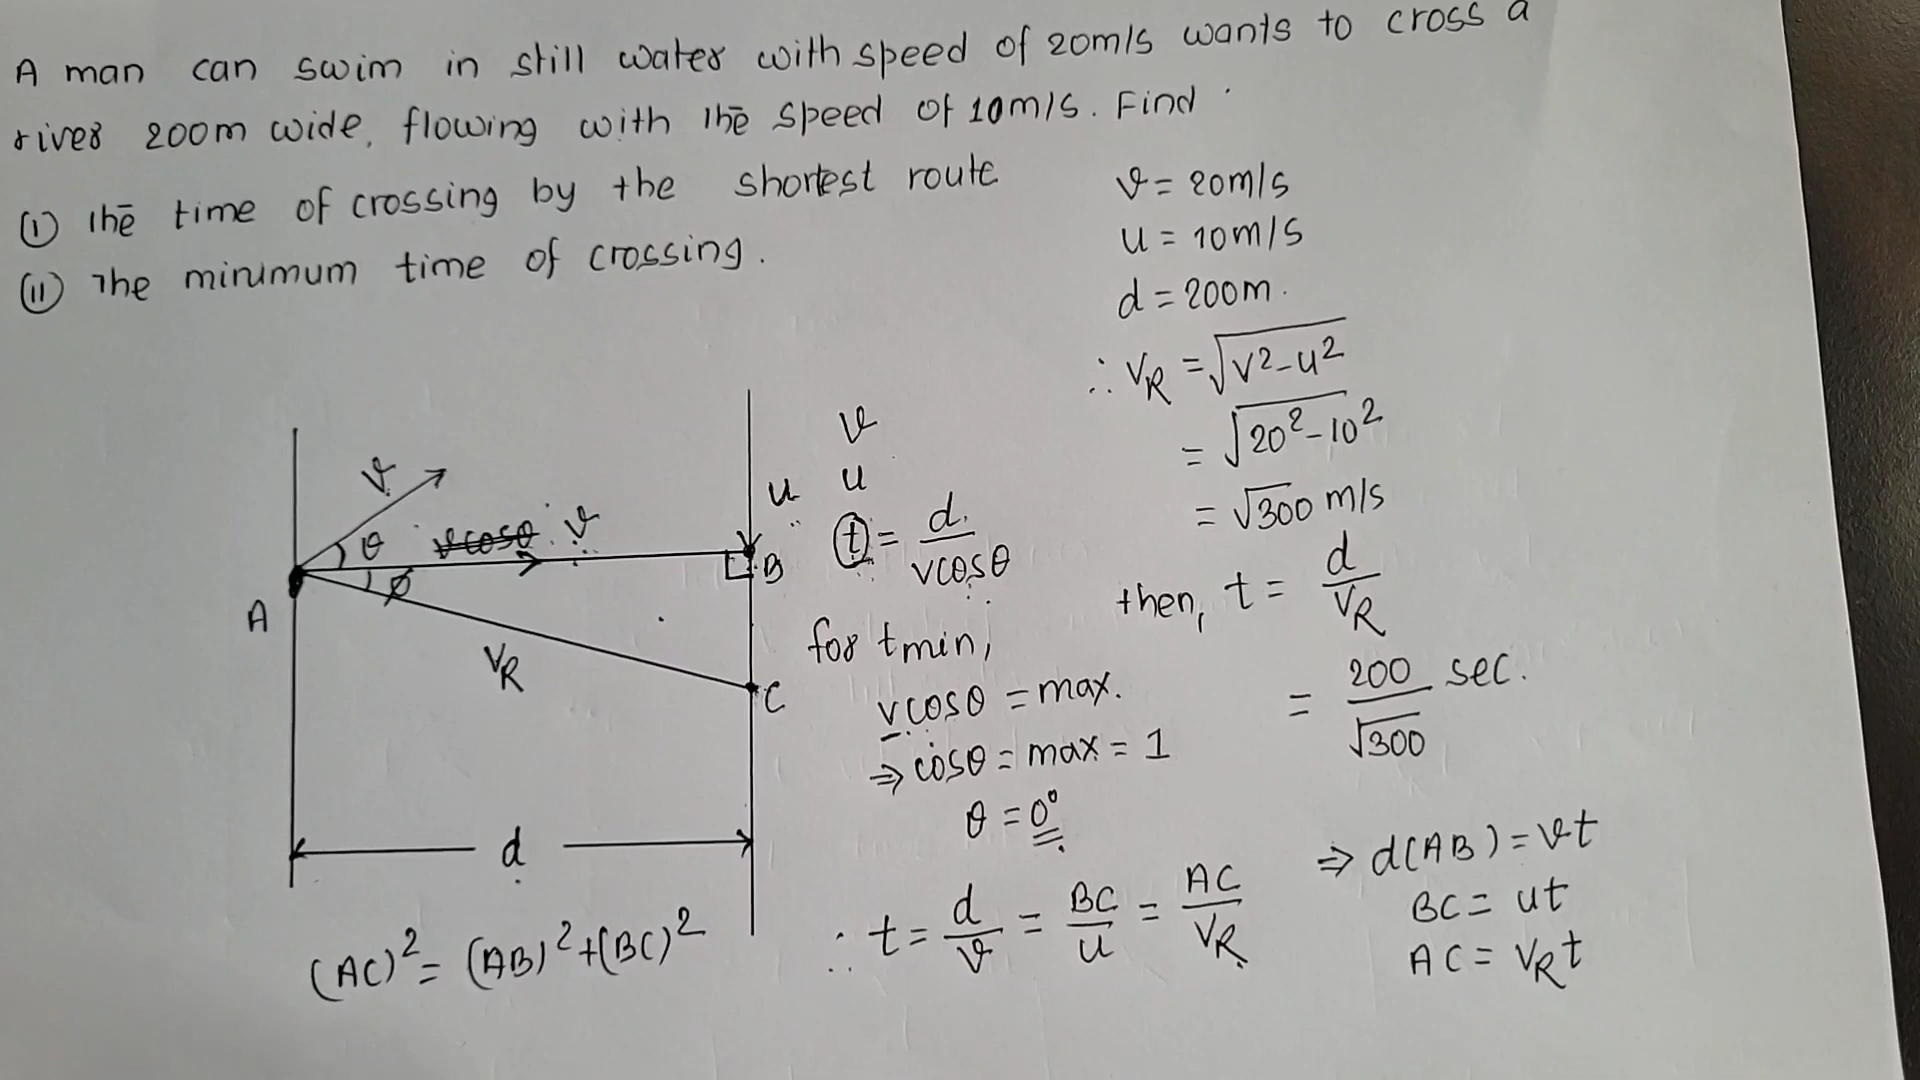 A man can swim in still water with speed of 20m/s wants to cross a
river 200m wide, flowing with the speed of 10m/s. Find
(i) The time of crossing by the shortest route
(ii) The minimum time of crossing.
v = 20m/s
u = 10m/s
d = 200m.
∴ VR = √(v²-u²)
= √(20²-10²)
= √300 m/s
then, t = d/VR
= 200/√300 sec.
v
θ
vcosθ v
A
ø
VR
u
B
C
d
(AC)² = (AB)² + (BC)²
v
u
t = d/vcosθ
for tmin,
vcosθ = max.
⇒ cosθ = max = 1
θ = 0°
∴ t = d/v = BC/u = AC/VR
⇒ d(AB) = vt
BC = ut
AC = VRt